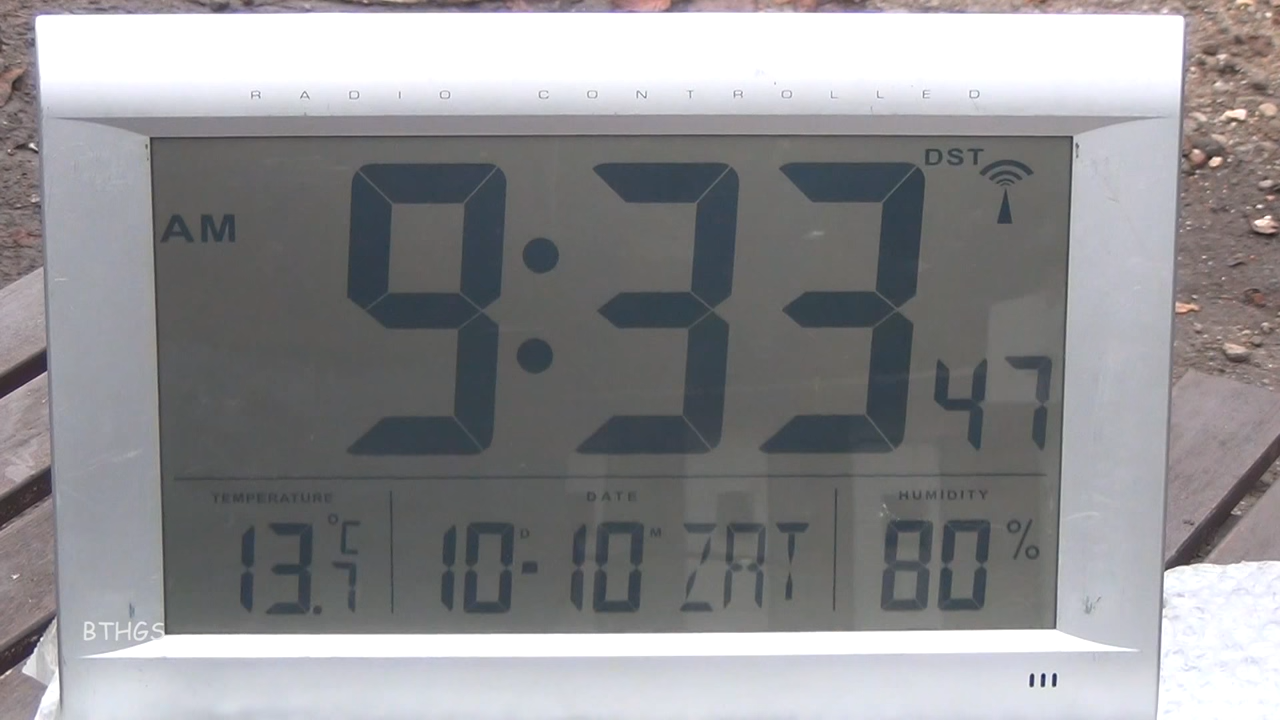 RADIO CONTROLLED
DST
AM
9:33
47
TEMPERATURE
DATE
HUMIDITY
13.7 °C
10D-10M ZAT
80%
BTHGS